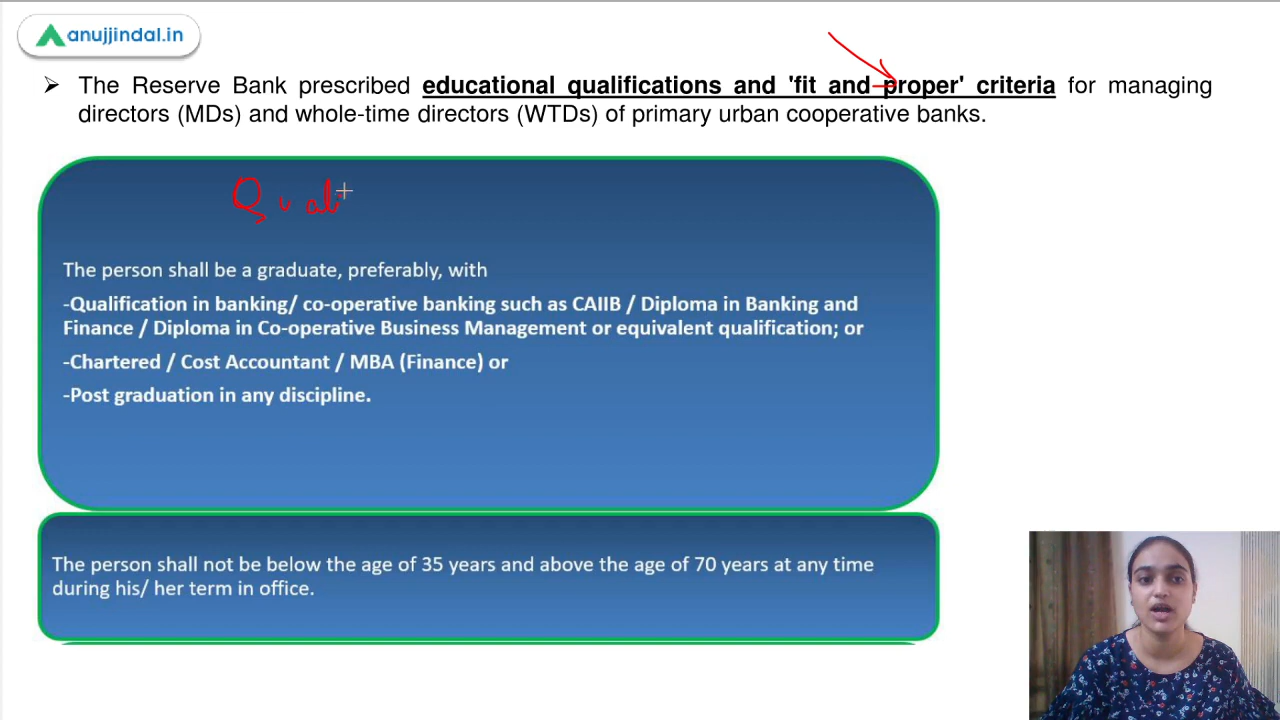 anujjindal.in
➢ The Reserve Bank prescribed educational qualifications and 'fit and proper' criteria for managing
directors (MDs) and whole-time directors (WTDs) of primary urban cooperative banks.
Quali
The person shall be a graduate, preferably, with
-Qualification in banking/ co-operative banking such as CAIIB / Diploma in Banking and
Finance / Diploma in Co-operative Business Management or equivalent qualification; or
-Chartered / Cost Accountant / MBA (Finance) or
-Post graduation in any discipline.
The person shall not be below the age of 35 years and above the age of 70 years at any time
during his/ her term in office.